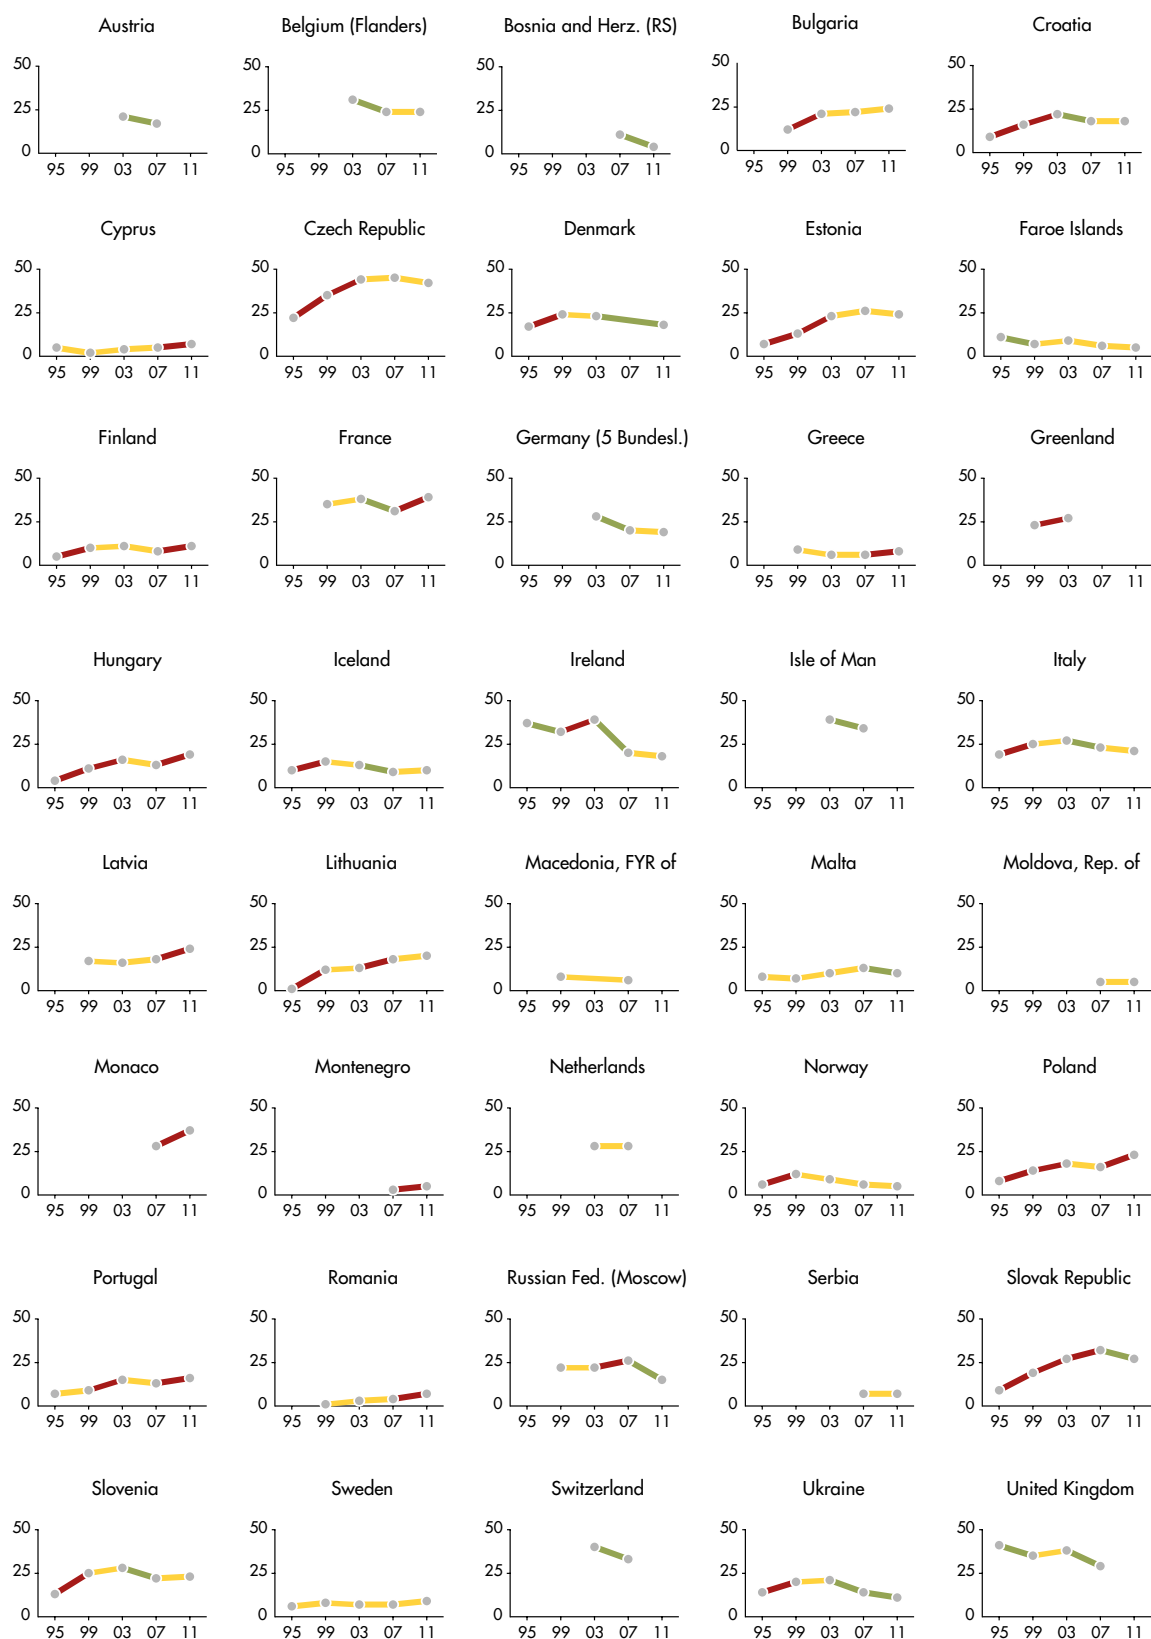 Austria
50
25
0
95 99 03 07 11
Belgium (Flanders)
50
25
0
95 99 03 07 11
Bosnia and Herz. (RS)
50
25
0
95 99 03 07 11
Bulgaria
50
25
0
95 99 03 07 11
Croatia
50
25
0
95 99 03 07 11
Cyprus
50
25
0
95 99 03 07 11
Czech Republic
50
25
0
95 99 03 07 11
Denmark
50
25
0
95 99 03 07 11
Estonia
50
25
0
95 99 03 07 11
Faroe Islands
50
25
0
95 99 03 07 11
Finland
50
25
0
95 99 03 07 11
France
50
25
0
95 99 03 07 11
Germany (5 Bundesl.)
50
25
0
95 99 03 07 11
Greece
50
25
0
95 99 03 07 11
Greenland
50
25
0
95 99 03 07 11
Hungary
50
25
0
95 99 03 07 11
Iceland
50
25
0
95 99 03 07 11
Ireland
50
25
0
95 99 03 07 11
Isle of Man
50
25
0
95 99 03 07 11
Italy
50
25
0
95 99 03 07 11
Latvia
50
25
0
95 99 03 07 11
Lithuania
50
25
0
95 99 03 07 11
Macedonia, FYR of
50
25
0
95 99 03 07 11
Malta
50
25
0
95 99 03 07 11
Moldova, Rep. of
50
25
0
95 99 03 07 11
Monaco
50
25
0
95 99 03 07 11
Montenegro
50
25
0
95 99 03 07 11
Netherlands
50
25
0
95 99 03 07 11
Norway
50
25
0
95 99 03 07 11
Poland
50
25
0
95 99 03 07 11
Portugal
50
25
0
95 99 03 07 11
Romania
50
25
0
95 99 03 07 11
Russian Fed. (Moscow)
50
25
0
95 99 03 07 11
Serbia
50
25
0
95 99 03 07 11
Slovak Republic
50
25
0
95 99 03 07 11
Slovenia
50
25
0
95 99 03 07 11
Sweden
50
25
0
95 99 03 07 11
Switzerland
50
25
0
95 99 03 07 11
Ukraine
50
25
0
95 99 03 07 11
United Kingdom
50
25
0
95 99 03 07 11